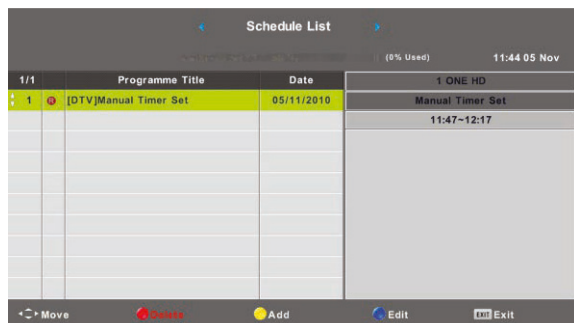 Schedule List
(0% Used)
11:44 05 Nov
1/1 Programme Title Date
1 [DTV]Manual Timer Set 05/11/2010
1 ONE HD
Manual Timer Set
11:47~12:17
Move Delete Add Edit EXIT Exit